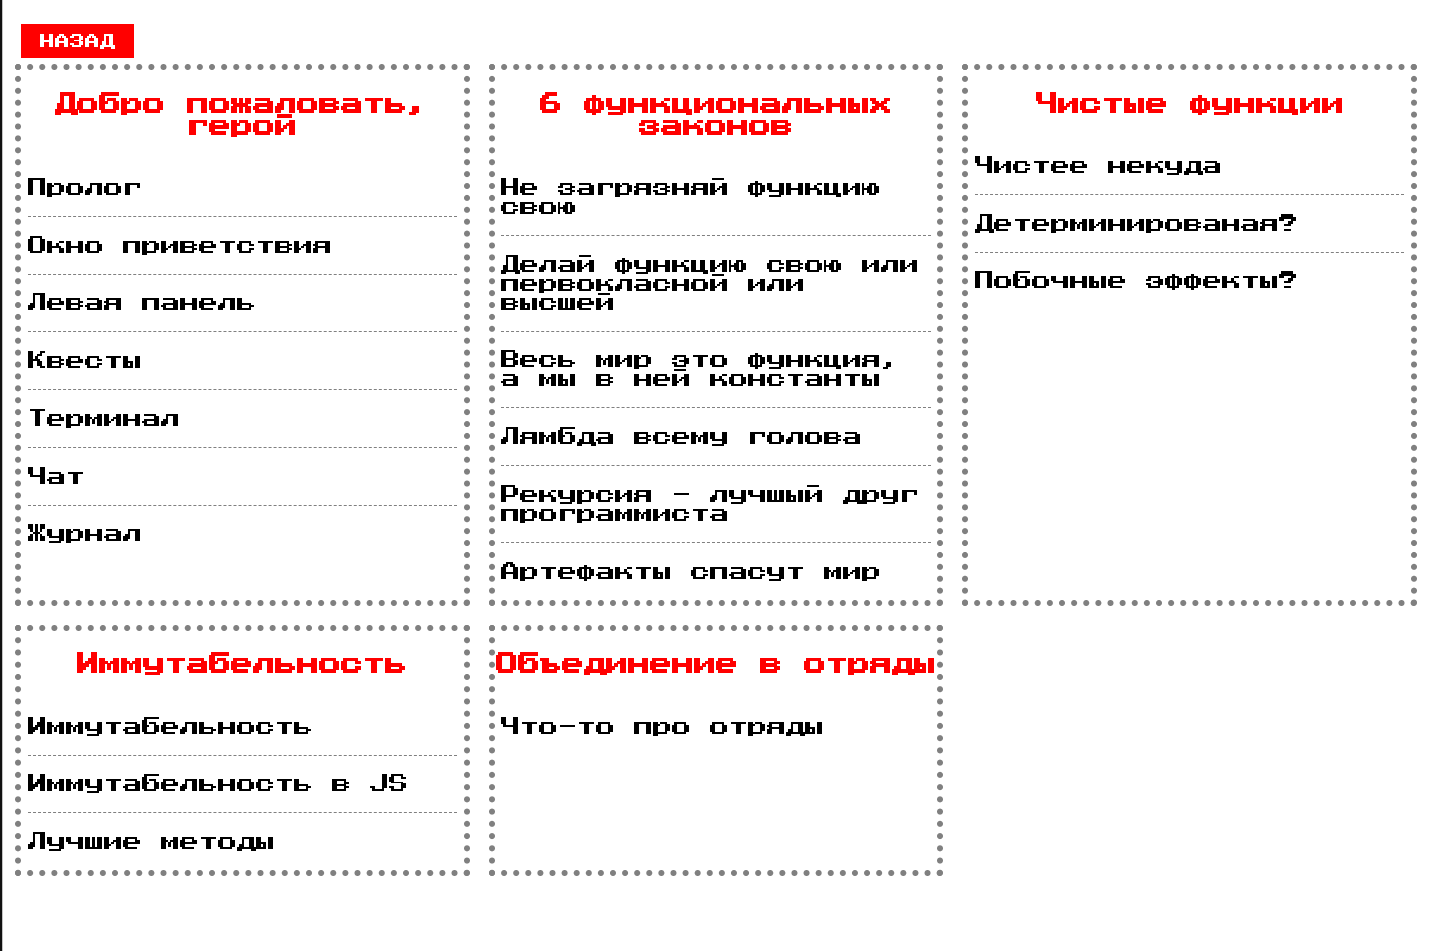 НАЗАД
Добро пожаловать,
герой
Пролог
Окно приветствия
Левая панель
Квесты
Терминал
Чат
Журнал
6 функциональных
законов
Не загрязняй функцию
свою
Делай функцию свою или
первокласной или
высшей
Весь мир это функция,
а мы в ней константы
Лямбда всему голова
Рекурсия - лучшый друг
программиста
Артефакты спасут мир
Чистые функции
Чистее некуда
Детерминированая?
Побочные эффекты?
Иммутабельность
Иммутабельность
Иммутабельность в JS
Лучшие методы
Объединение в отряды
Что-то про отряды